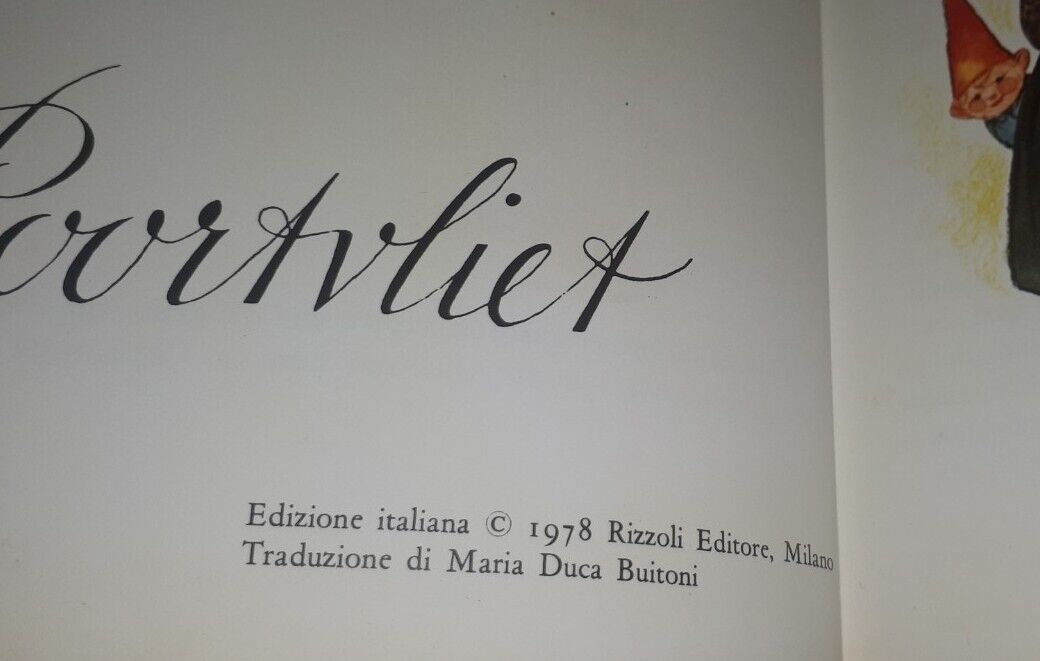 Poortvliet
Edizione italiana © 1978 Rizzoli Editore, Milano
Traduzione di Maria Duca Buitoni